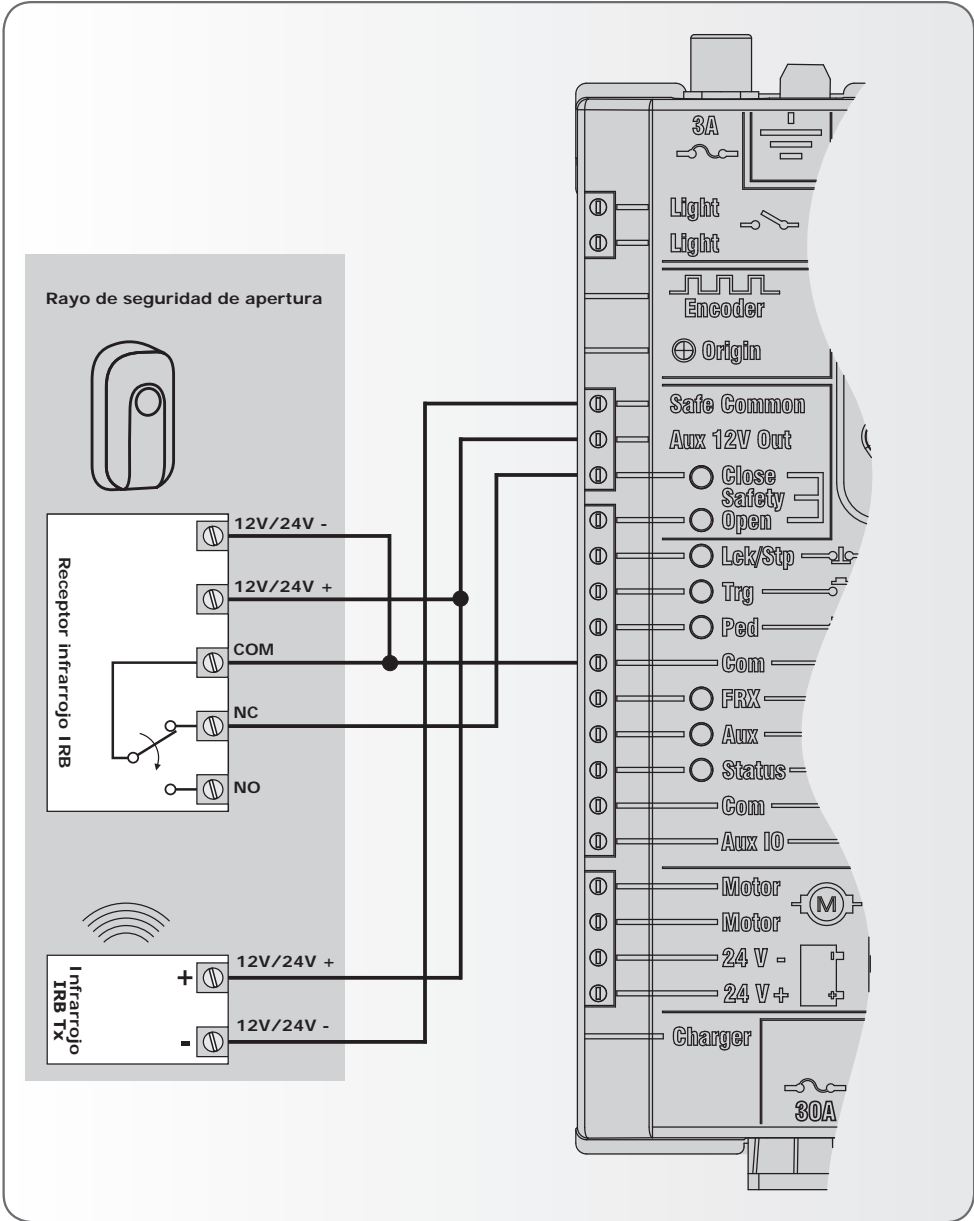 Rayo de seguridad de apertura
12V/24V -
12V/24V +
COM
NC
NO
Receptor infrarrojo IRB
12V/24V +
12V/24V -
+
-
Infrarrojo
IRB Tx
3A
Light
Light
Encoder
Origin
Safe Common
Aux 12V Out
Close
Safety
Open
Lck/Stp
Trg
Ped
Com
FRX
Aux
Status
Com
Aux IO
Motor
Motor
M
24 V -
24 V +
Charger
30A